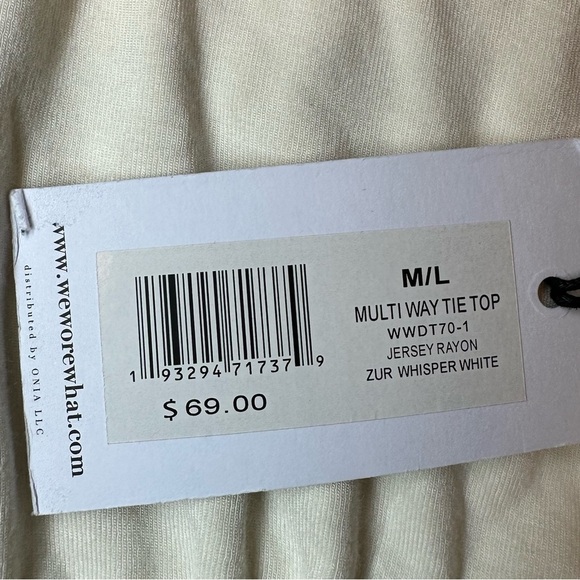 www.weworewhat.com
distributed by ONIA LLC
M/L
MULTI WAY TIE TOP
WWDT70-1
JERSEY RAYON
ZUR WHISPER WHITE
1 93294 71737 9
$ 69.00